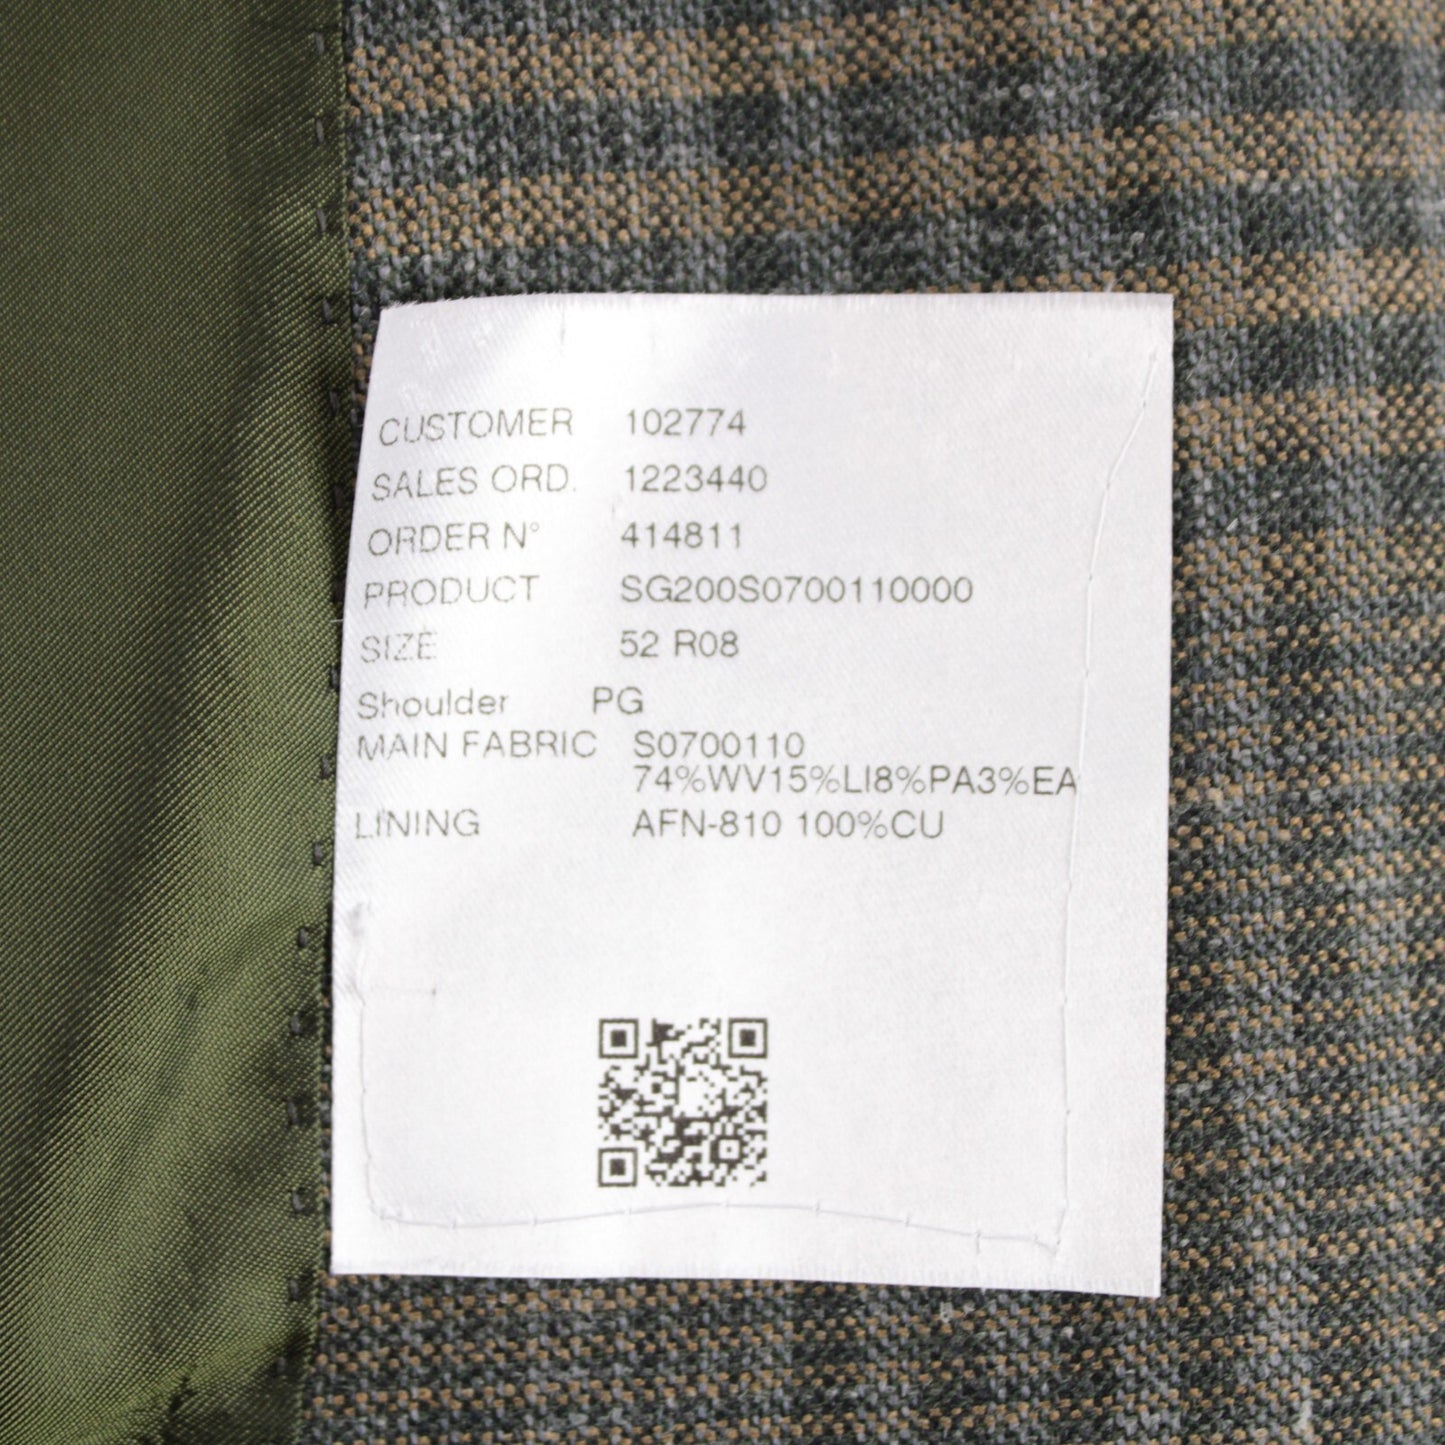 CUSTOMER 102774
SALES ORD. 1223440
ORDER N° 414811
PRODUCT SG200S0700110000
SIZE 52 R08
Shoulder PG
MAIN FABRIC S0700110
74%WV15%LI8%PA3%EA
LINING AFN-810 100%CU